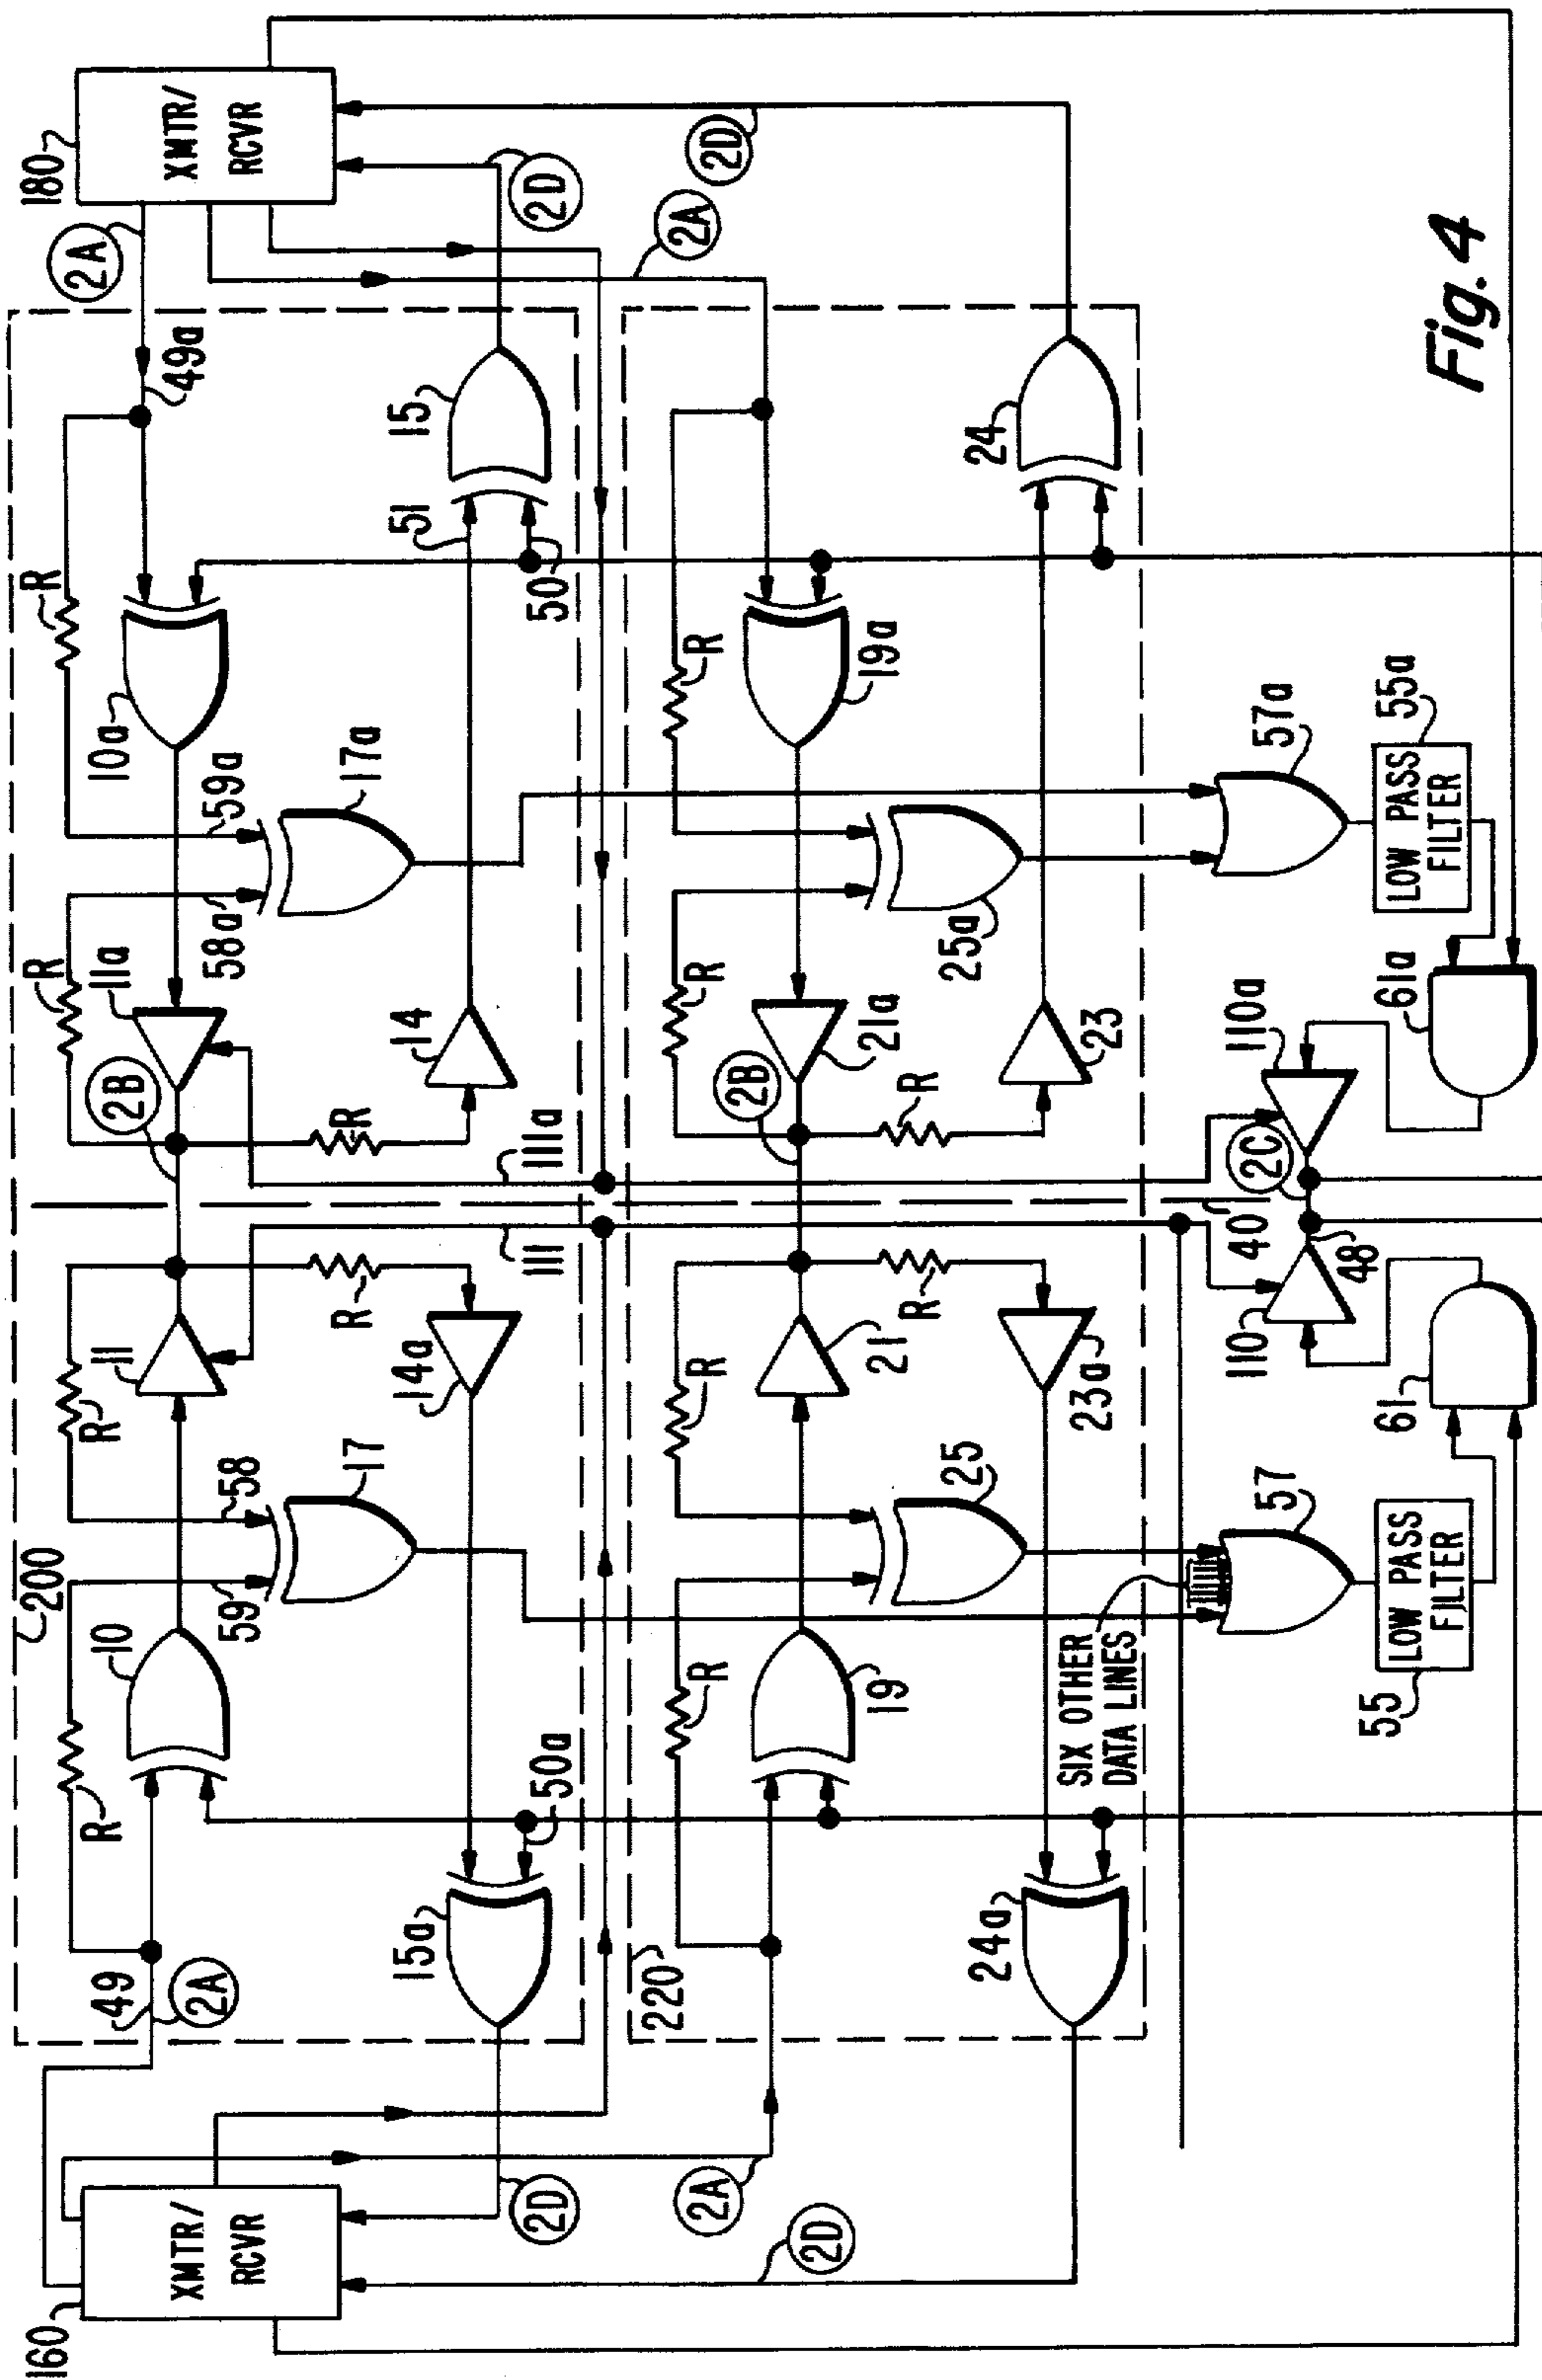 160
XMTR/
RCVR
49
2A
200
R
10
59
58
17
R
11
R
14a
111
15a
50a
2D
2B
R
R
11a
58a
59a
17a
10a
R
49a
2A
180
XMTR/
RCVR
111a
R
14
51
50
15
2D
2A
2D
2A
2D
220
R
19
25
R
21
R
23a
24a
SIX OTHER
DATA LINES
2B
R
R
21a
25a
19a
R
23
24
57
55
LOW PASS
FILTER
61
110
48
40
2C
110a
61a
57a
55a
LOW PASS
FILTER
Fig. 4